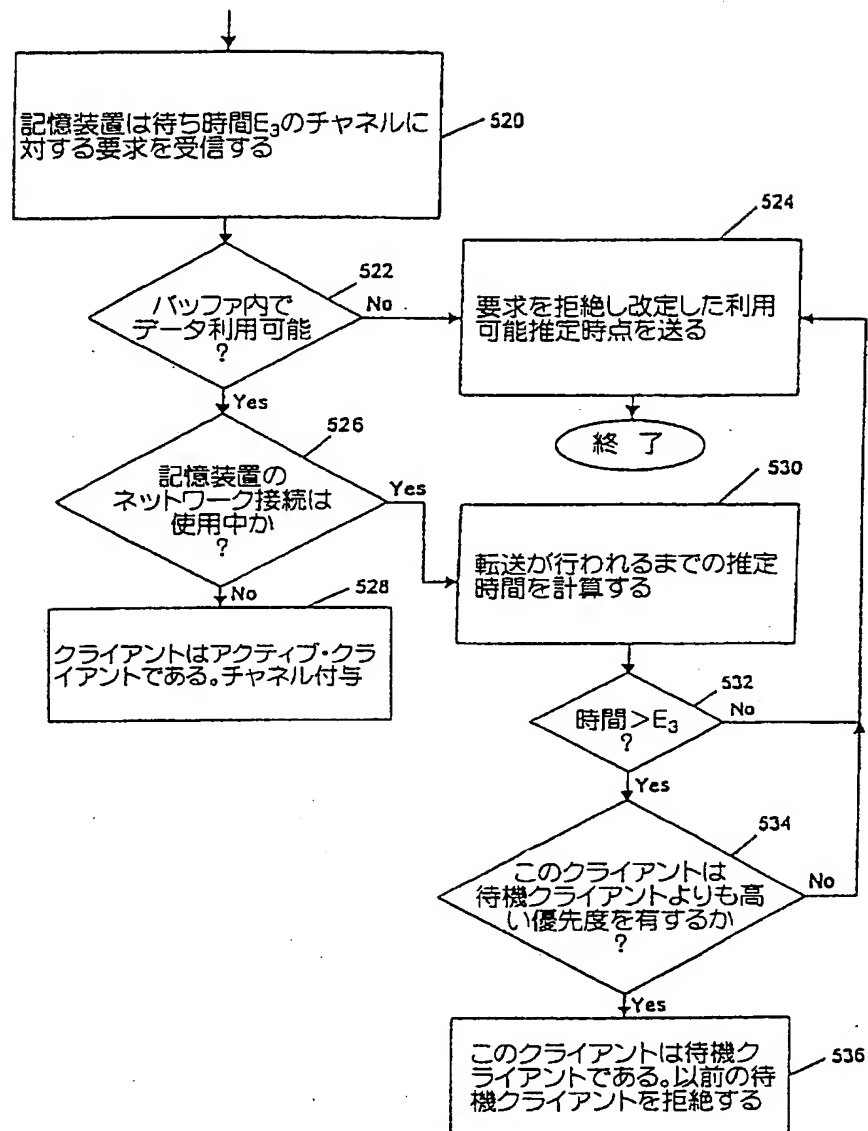 記憶装置は待ち時間E₃のチャネルに
対する要求を受信する
520
バッファ内で
データ利用可能
?
522
No
Yes
524
要求を拒絶し改定した利用
可能推定時点を送る
終 了
記憶装置の
ネットワーク接続は
使用中か
?
526
Yes
No
528
クライアントはアクティブ・クラ
イアントである。チャネル付与
530
転送が行われるまでの推定
時間を計算する
532
時間>E₃
?
No
Yes
534
このクライアントは
待機クライアントよりも高
い優先度を有するか
?
No
Yes
このクライアントは待機ク
ライアントである。以前の待
機クライアントを拒絶する
536